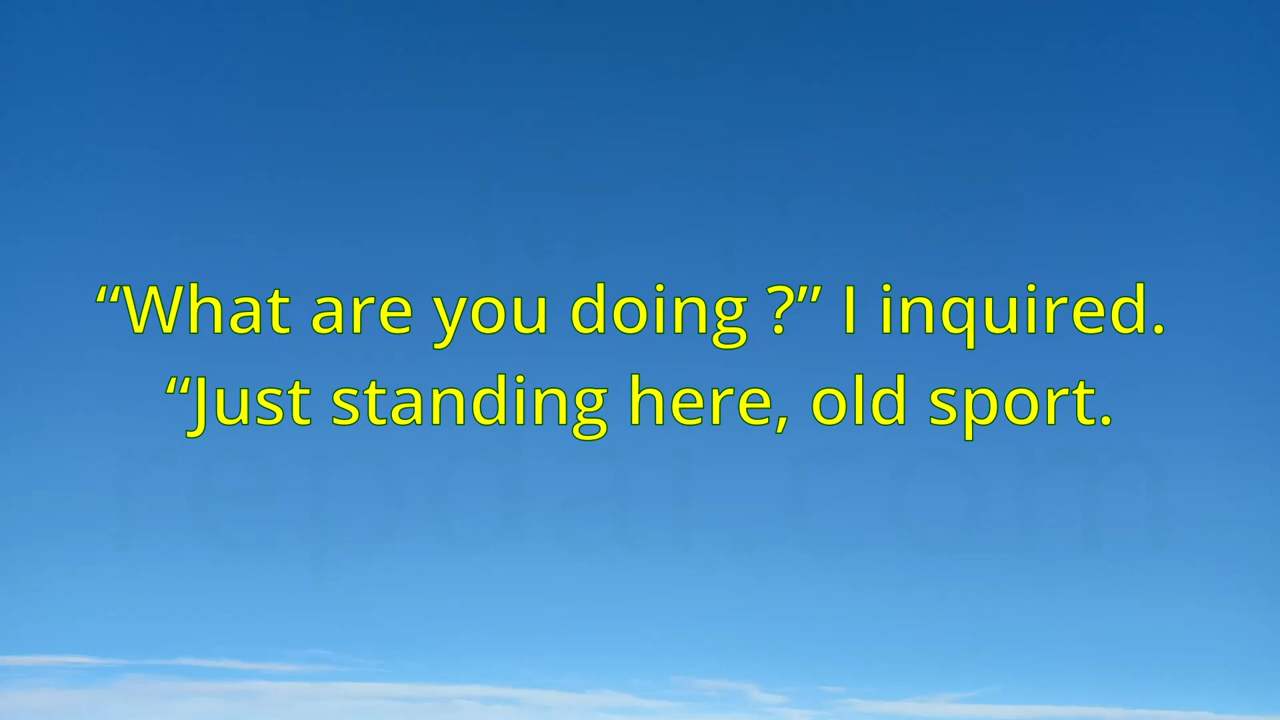 “What are you doing ?” I inquired.
“Just standing here, old sport.